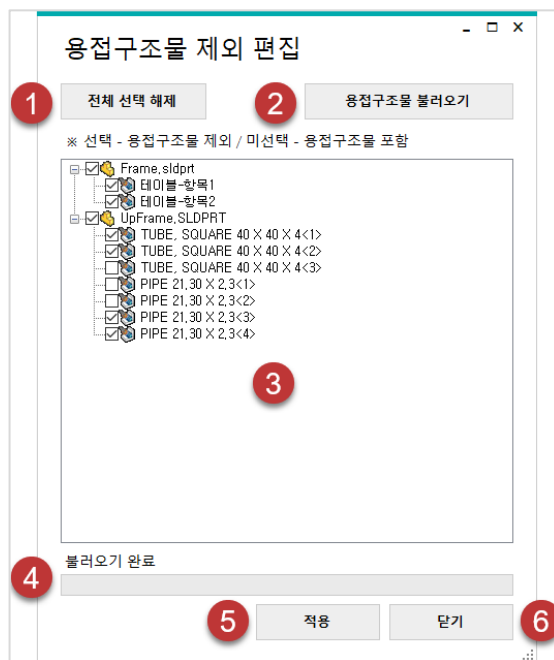 용접구조물 제외 편집
1 전체 선택 해제 2 용접구조물 불러오기
※ 선택 - 용접구조물 제외 / 미선택 - 용접구조물 포함
Frame.sldprt
테이블-항목1
테이블-항목2
UpFrame.SLDPRT
TUBE, SQUARE 40 X 40 X 4<1>
TUBE, SQUARE 40 X 40 X 4<2>
TUBE, SQUARE 40 X 40 X 4<3>
PIPE 21.30 X 2.3<1>
PIPE 21.30 X 2.3<2>
PIPE 21.30 X 2.3<3>
PIPE 21.30 X 2.3<4>
3
불러오기 완료
4
5 적용 닫기 6